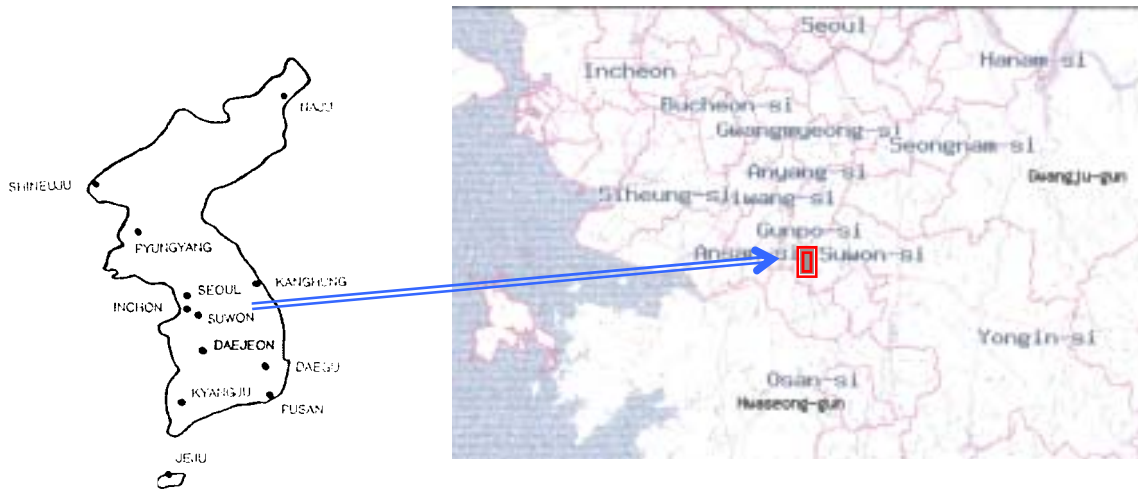 NAJU
SHINEUJU
PYUNGYANG
KANGHUNG
SEOUL
INCHON
SUWON
DAEJEON
DAEGU
KYANGJU
PUSAN
JEJU
Seoul
Hanam-si
Incheon
Bucheon-si
Gwangmyeong-si
Seongnam-si
Anyang-si
Gwangju-gun
Siheung-si
Uiwang-si
Gunpo-si
Ansan-si
Suwon-si
Yongin-si
Osan-si
Hwaseong-gun